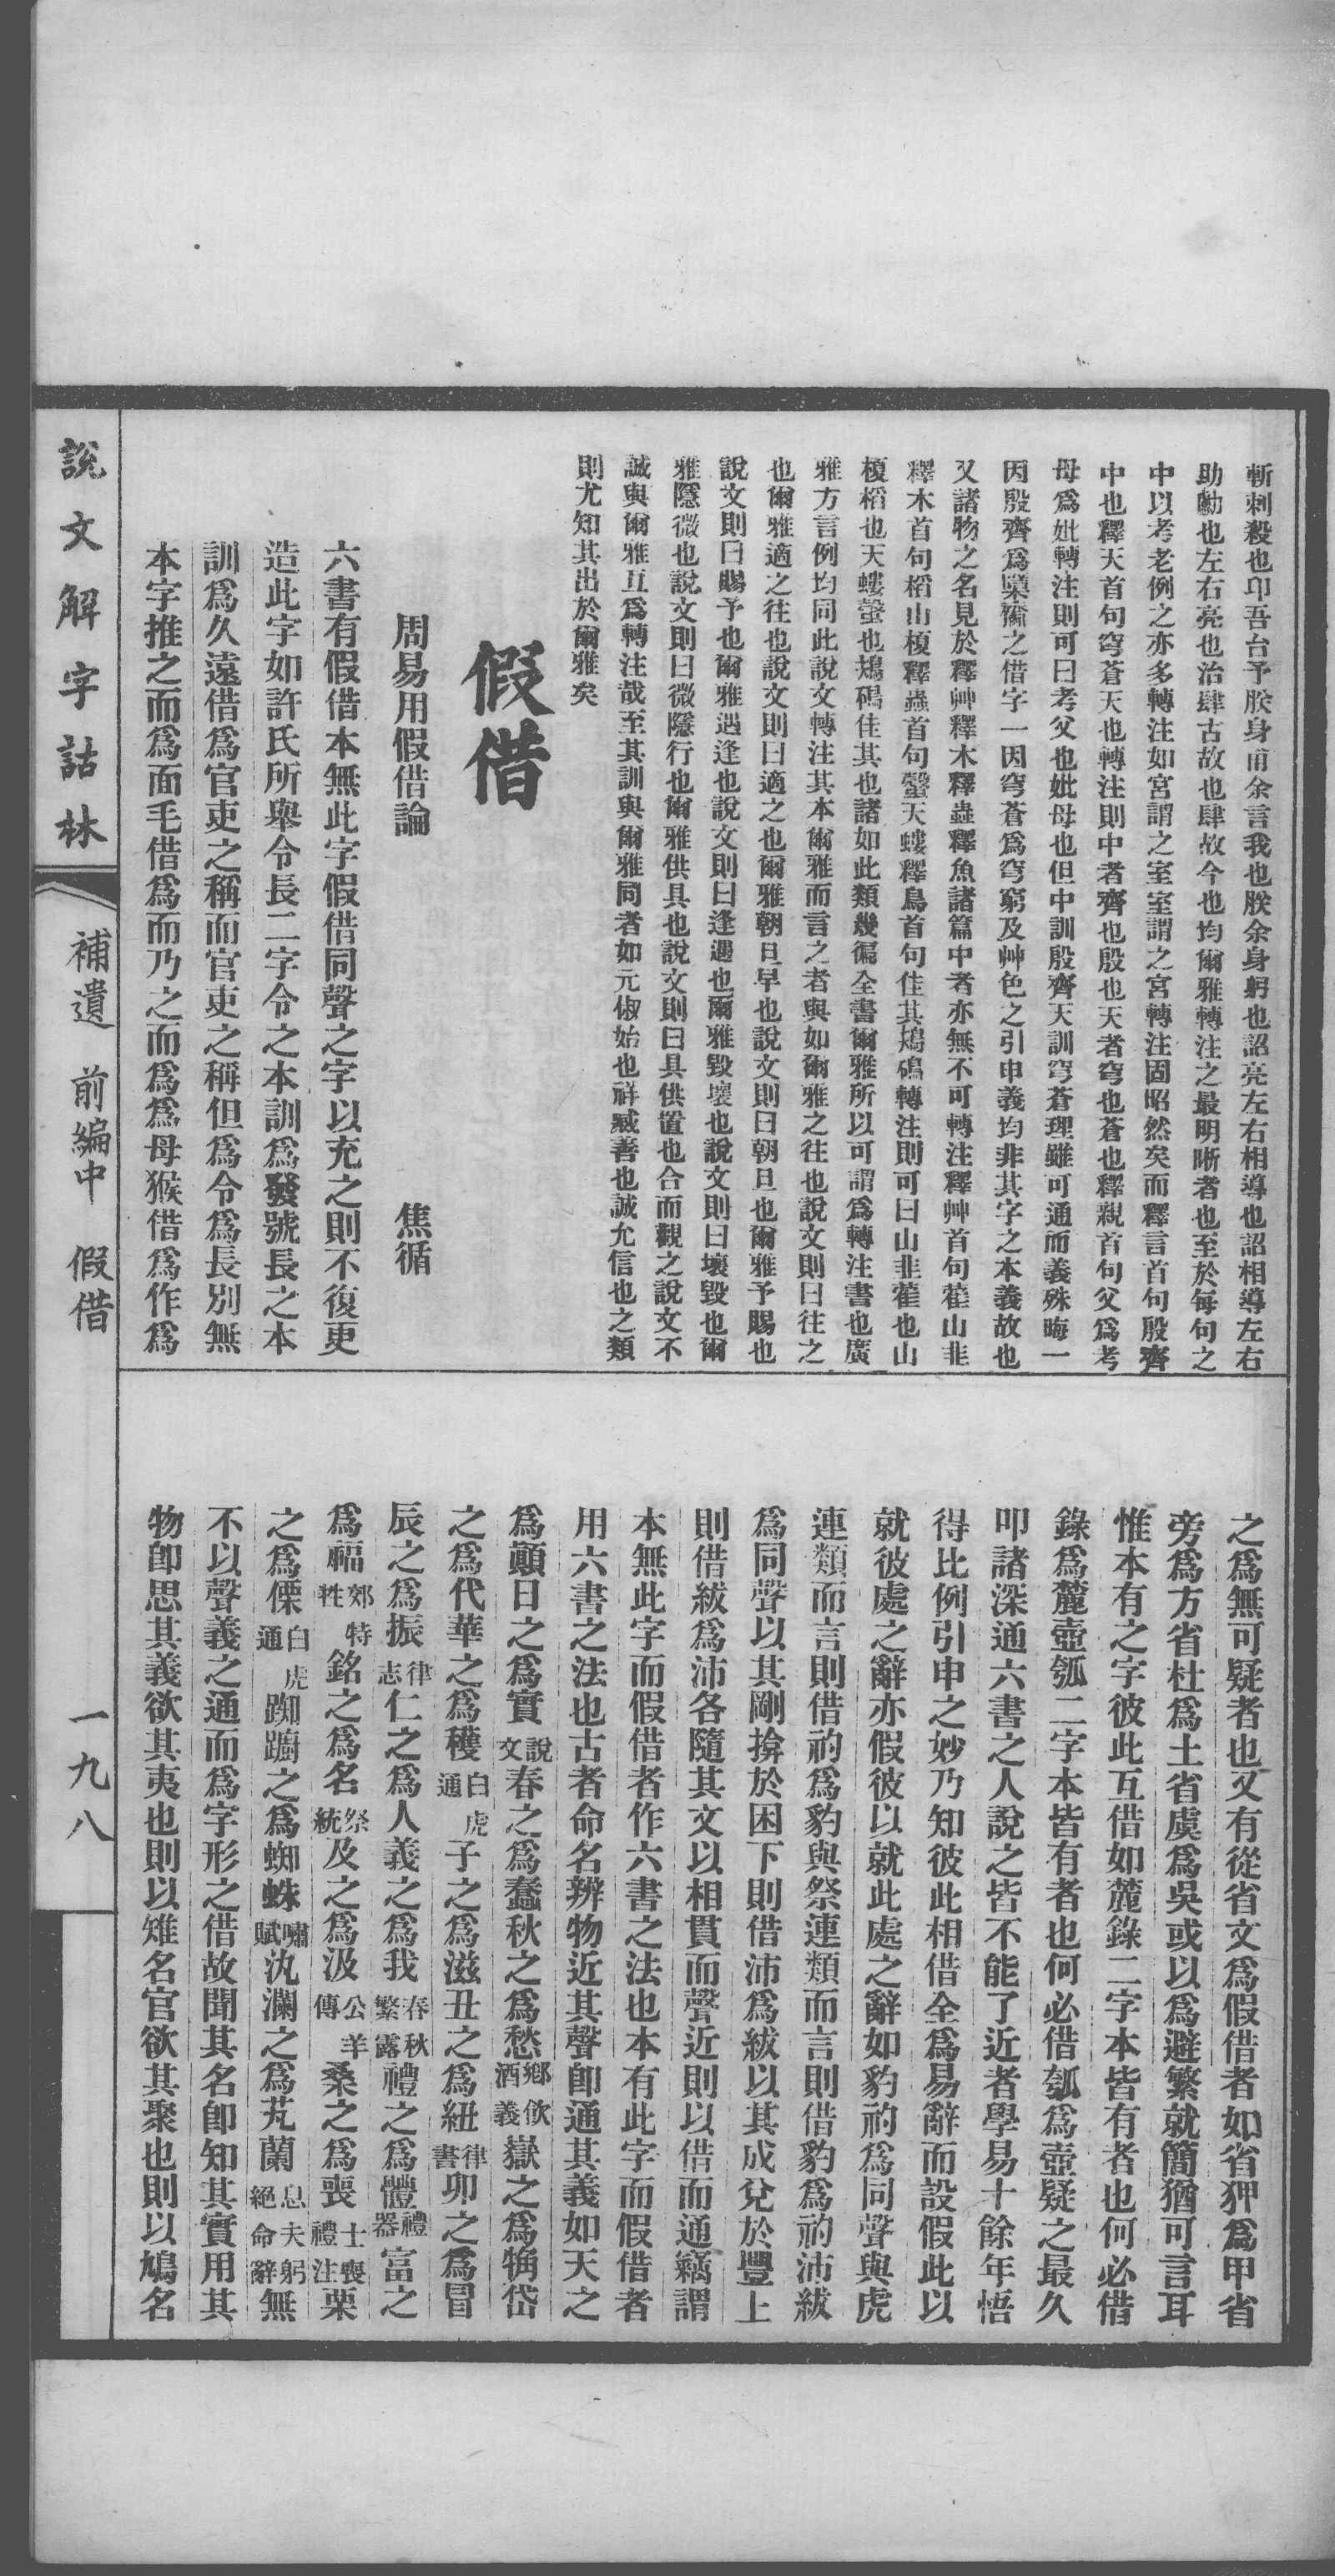 斬刺殺也卬吾台予朕身甫余言我也朕余身躬也詔亮左右相導也詔相導左右
助勴也左右亮也治肆古故也肆故今也均爾雅轉注之最明晰者也至於每句之
中以考老例之亦多轉注如宮謂之室室謂之宮轉注固昭然矣而釋言首句殷齊
中也釋天首句穹蒼天也轉注則中者齊也殷也天者穹也蒼也釋親首句父爲考
母爲妣轉注則可曰考父也妣母也但中訓殷齊天訓穹蒼理雖可通而義殊晦一
因殷齊爲之借字一因穹蒼爲穹窮及艸色之引申義均非其字之本義故也
又諸物之名見於釋艸釋木釋蟲釋魚諸篇中者亦無不可轉注釋艸首句雚山韭
釋木首句槄山榎釋蟲首句螜天螻釋鳥首句佳其鳺鴀轉注則可曰山韭雚也山
榎槄也天螻螜也鳺鴀佳其也諸如此類幾徧全書爾雅所以可謂爲轉注書也廣
雅方言例均同此說文轉注其本爾雅而言之者與如爾雅之往也說文則曰往之
也爾雅適之往也說文則曰適之也爾雅朝旦早也說文則曰朝旦也爾雅予賜也
說文則曰賜予也爾雅遇逢也說文則曰逢遇也爾雅毀壞也說文則曰壞毀也爾
雅隱微也說文則曰微隱行也爾雅供具也說文則曰具供置也合而觀之說文不
誠與爾雅互爲轉注哉至其訓與爾雅同者如元俶始也祥臧善也誠允信也之類
則尤知其出於爾雅矣
假借
周易用假借論 焦循
六書有假借本無此字假借同聲之字以充之則不復更
造此字如許氏所舉令長二字令之本訓爲發號長之本
訓爲久遠借爲官吏之稱而官吏之稱但爲令爲長別無
本字推之而爲面毛借爲而乃之而爲爲母猴借爲作爲
之爲無可疑者也又有從省文爲假借者如省狎爲甲省
旁爲方省杜爲土省虞爲吳或以爲避繁就簡猶可言耳
惟本有之字彼此互借如麓錄二字本皆有者也何必借
錄爲麓壺瓠二字本皆有者也何必借瓠爲壺疑之最久
叩諸深通六書之人說之皆不能了近者學易十餘年悟
得比例引申之妙乃知彼此相借全爲易辭而設假此以
就彼處之辭亦假彼以就此處之辭如豹礿爲同聲與虎
連類而言則借礿爲豹與祭連類而言則借豹爲礿沛紱
爲同聲以其剛揜於困下則借沛爲紱以其成兌於豐上
則借紱爲沛各隨其文以相貫而聲近則以借而通竊謂
本無此字而假借者作六書之法也本有此字而假借者
用六書之法也古者命名辨物近其聲卽通其義如天之
爲顚日之爲實說文春之爲蠢秋之爲愁鄉飮酒義嶽之爲觕岱
之爲代華之爲穫白虎通子之爲滋丑之爲紐律書卯之爲冒
辰之爲振律志仁之爲人義之爲我春秋繁露禮之爲體禮器富之
爲福郊特牲銘之爲名祭統及之爲汲公羊傳桑之爲喪士喪禮注栗
之爲慄白虎通踟躕之爲蜘蛛嘯賦汍瀾之爲芄蘭息夫躬絕命辭無
不以聲義之通而爲字形之借故聞其名卽知其實用其
物卽思其義欲其夷也則以雉名官欲其聚也則以鳩名
說文解字詁林
補遺 前編中 假借
一九八